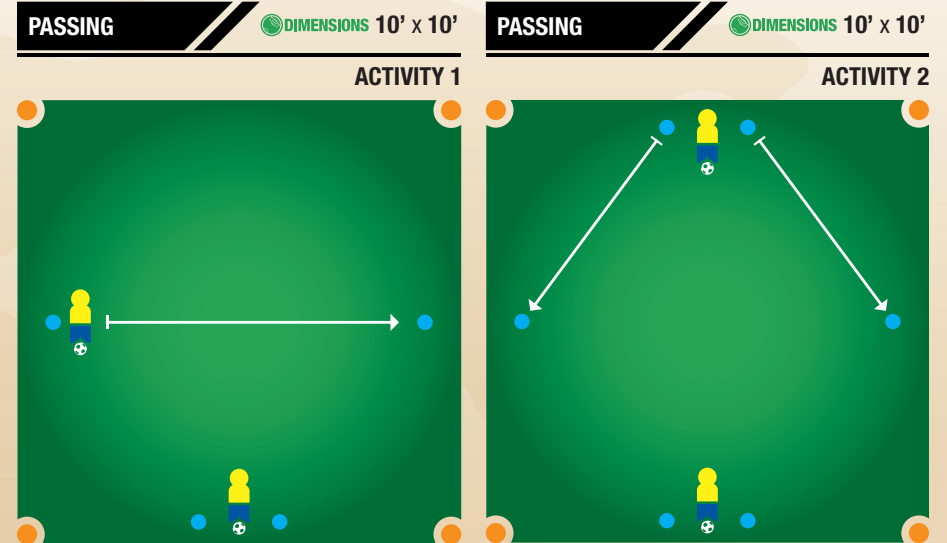 PASSING DIMENSIONS 10’ X 10’
ACTIVITY 1
PASSING DIMENSIONS 10’ X 10’
ACTIVITY 2